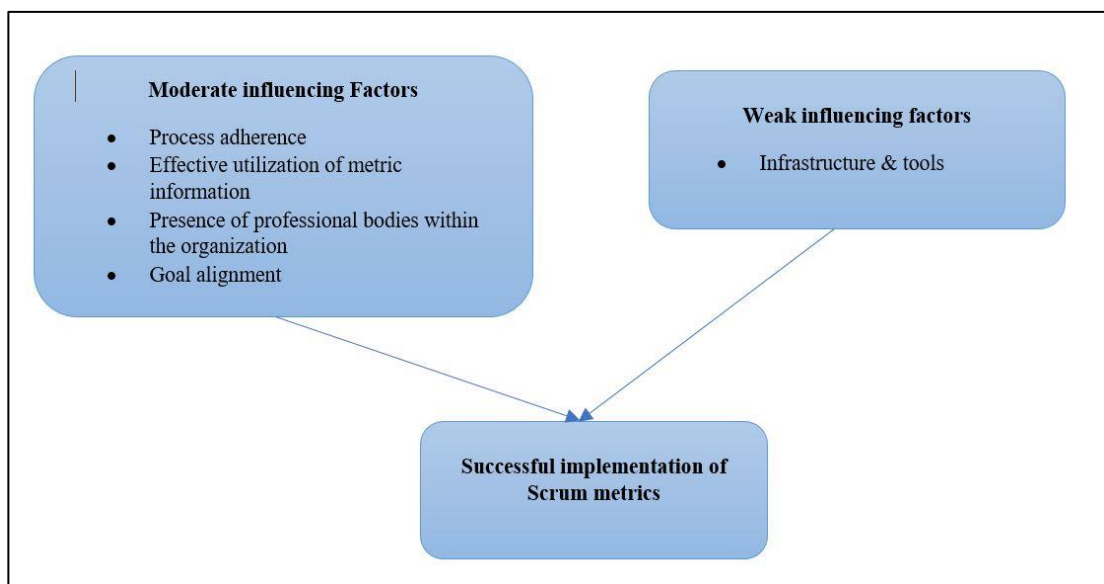 Moderate influencing Factors
● Process adherence
● Effective utilization of metric
information
● Presence of professional bodies within
the organization
● Goal alignment
Weak influencing factors
● Infrastructure & tools
Successful implementation of
Scrum metrics